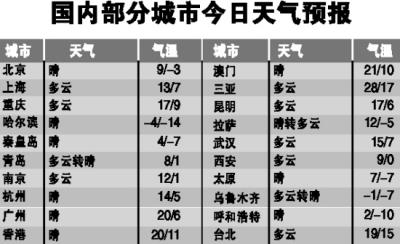 国内部分城市今日天气预报
城市 天气 气温 城市 天气 气温
北京 晴 9/-3 澳门 晴 21/10
上海 多云 13/7 三亚 多云 28/17
重庆 多云 17/9 昆明 多云 17/6
哈尔滨 晴 -4/-14 拉萨 晴转多云 12/-5
秦皇岛 晴 4/-7 武汉 多云 15/7
青岛 多云转晴 8/1 西安 多云 9/0
南京 多云 12/1 太原 晴 7/-7
杭州 晴 14/5 乌鲁木齐 多云转晴 -1/-7
广州 晴 20/6 呼和浩特 晴 2/-10
香港 晴 20/11 台北 多云 19/15